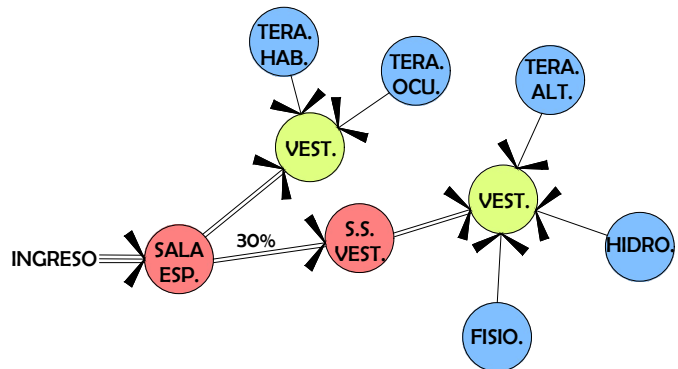 TERA.
HAB.
TERA.
OCU.
TERA.
ALT.
VEST.
VEST.
S.S.
VEST.
30%
INGRESO
SALA
ESP.
HIDRO.
FISIO.